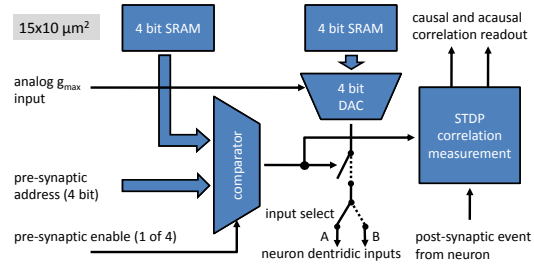 15x10 μm²
4 bit SRAM
4 bit SRAM
causal and acausal
correlation readout
analog gmax
input
4 bit
DAC
STDP
correlation
measurement
comparator
pre-synaptic
address (4 bit)
input select
A
B
pre-synaptic enable (1 of 4)
neuron dentridic inputs
post-synaptic event
from neuron